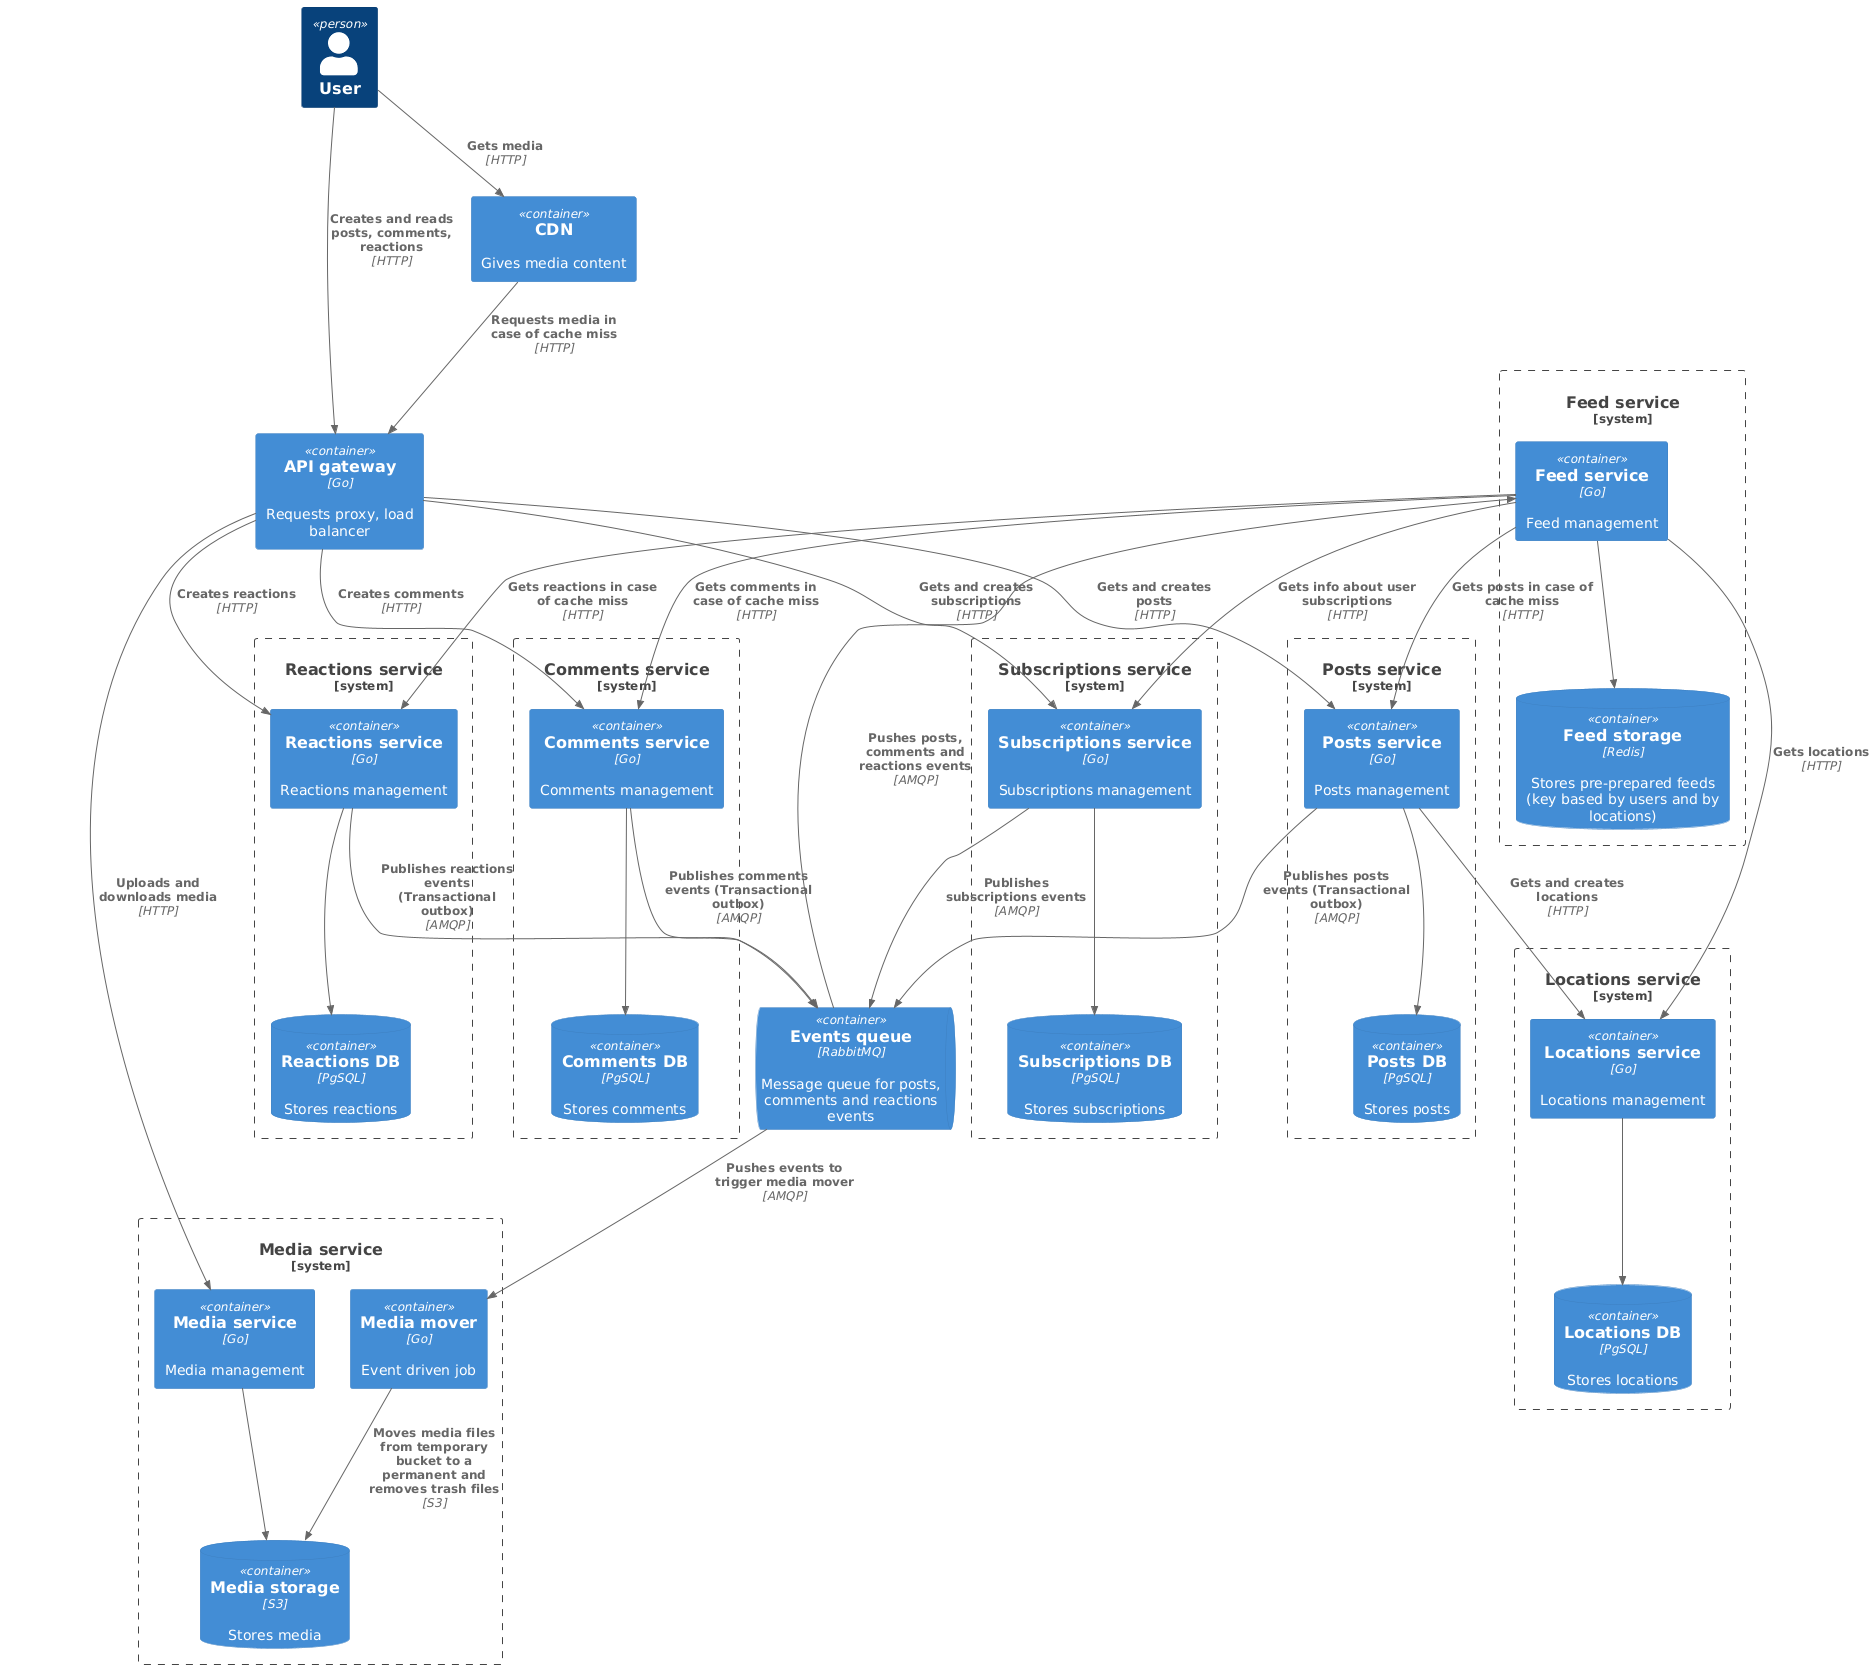 «person»
User
Gets media
[HTTP]
Creates and reads
posts, comments,
reactions
[HTTP]
«container»
CDN
Gives media content
Requests media in
case of cache miss
[HTTP]
Feed service
[system]
«container»
API gateway
[Go]
Requests proxy, load
balancer
«container»
Feed service
[Go]
Feed management
Creates reactions
[HTTP]
Creates comments
[HTTP]
Gets reactions in case
of cache miss
[HTTP]
Gets comments in
case of cache miss
[HTTP]
Gets and creates
subscriptions
[HTTP]
Gets and creates
posts
[HTTP]
Gets info about user
subscriptions
[HTTP]
Gets posts in case of
cache miss
[HTTP]
Reactions service
[system]
Comments service
[system]
Subscriptions service
[system]
Posts service
[system]
«container»
Reactions service
[Go]
Reactions management
«container»
Comments service
[Go]
Comments management
Pushes posts,
comments and
reactions events
[AMQP]
«container»
Subscriptions service
[Go]
Subscriptions management
«container»
Posts service
[Go]
Posts management
«container»
Feed storage
[Redis]
Stores pre-prepared feeds
(key based by users and by
locations)
Gets locations
[HTTP]
Uploads and
downloads media
[HTTP]
Publishes reactions
events
(Transactional
outbox)
[AMQP]
Publishes comments
events (Transactional
outbox)
[AMQP]
Publishes
subscriptions events
[AMQP]
Publishes posts
events (Transactional
outbox)
[AMQP]
Gets and creates
locations
[HTTP]
Locations service
[system]
«container»
Reactions DB
[PgSQL]
Stores reactions
«container»
Comments DB
[PgSQL]
Stores comments
«container»
Events queue
[RabbitMQ]
Message queue for posts,
comments and reactions
events
«container»
Subscriptions DB
[PgSQL]
Stores subscriptions
«container»
Posts DB
[PgSQL]
Stores posts
«container»
Locations service
[Go]
Locations management
Pushes events to
trigger media mover
[AMQP]
Media service
[system]
«container»
Media service
[Go]
Media management
«container»
Media mover
[Go]
Event driven job
«container»
Locations DB
[PgSQL]
Stores locations
Moves media files
from temporary
bucket to a
permanent and
removes trash files
[S3]
«container»
Media storage
[S3]
Stores media